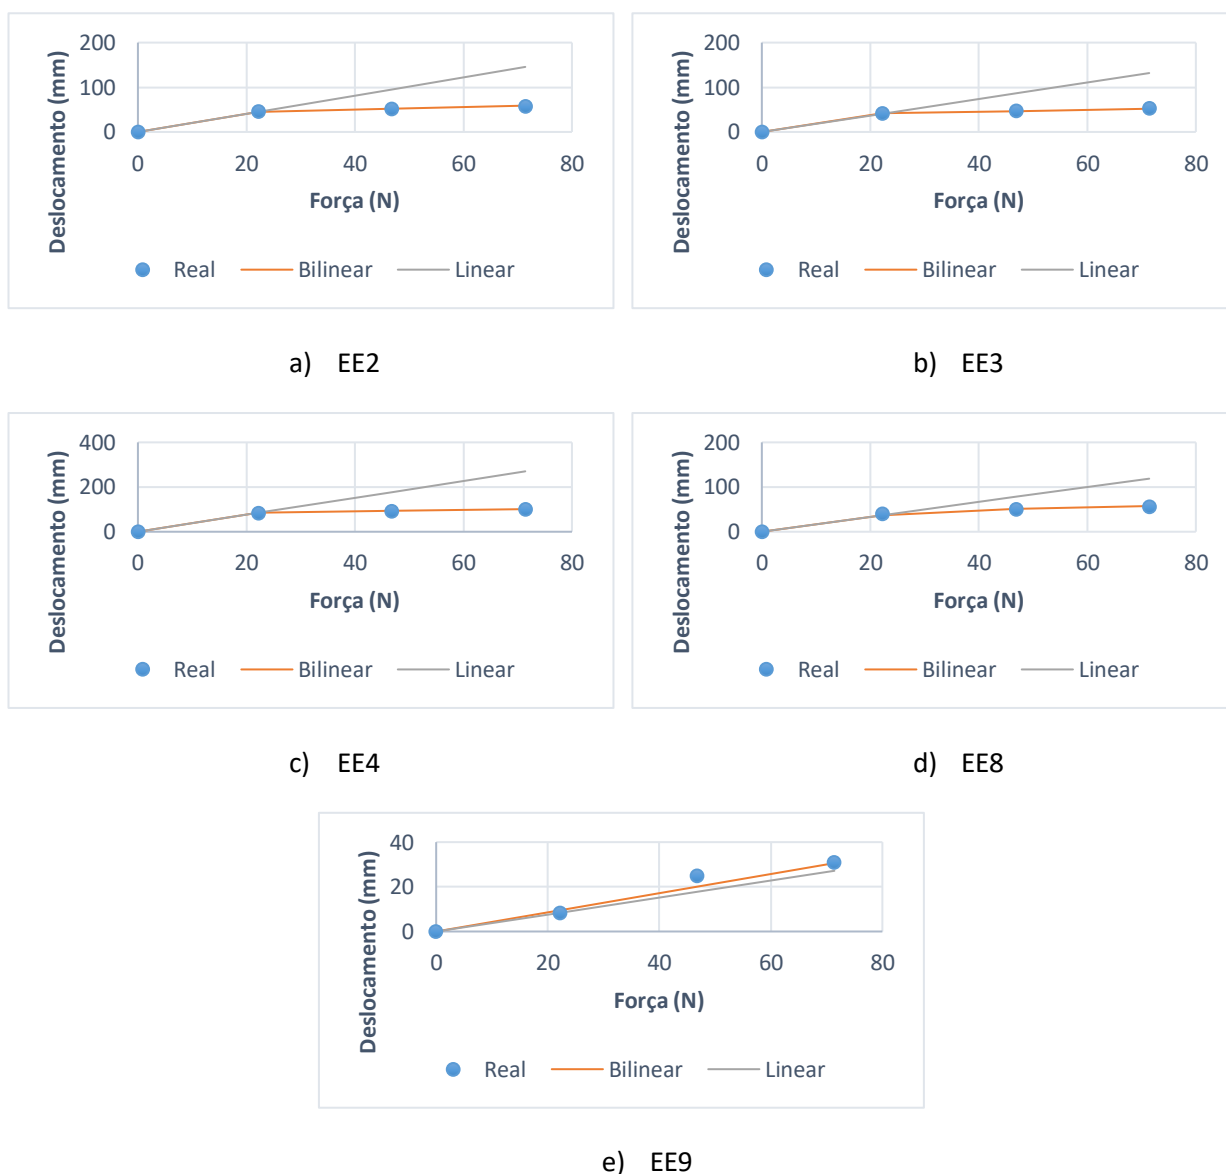 Deslocamento (mm)
200
100
0
0 20 40 60 80
Força (N)
Real Bilinear Linear
a) EE2
Deslocamento (mm)
200
100
0
0 20 40 60 80
Força (N)
Real Bilinear Linear
b) EE3
Deslocamento (mm)
400
200
0
0 20 40 60 80
Força (N)
Real Bilinear Linear
c) EE4
Deslocamento (mm)
200
100
0
0 20 40 60 80
Força (N)
Real Bilinear Linear
d) EE8
Deslocamento (mm)
40
20
0
0 20 40 60 80
Força (N)
Real Bilinear Linear
e) EE9